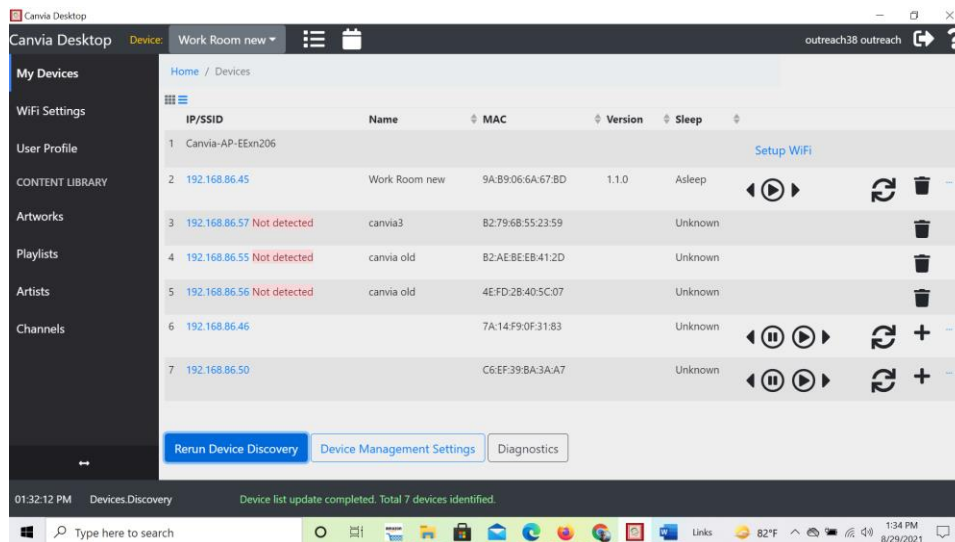 Canvia Desktop
Canvia Desktop Device: Work Room new outreach38 outreach ?
My Devices
WiFi Settings
User Profile
CONTENT LIBRARY
Artworks
Playlists
Artists
Channels
Home / Devices
IP/SSID Name MAC Version Sleep
1 Canvia-AP-EExn206 Setup WiFi
2 192.168.86.45 Work Room new 9A:B9:06:6A:67:BD 1.1.0 Asleep ...
3 192.168.86.57 Not detected canvia3 B2:79:6B:55:23:59 Unknown
4 192.168.86.55 Not detected canvia old B2:AE:BE:EB:41:2D Unknown
5 192.168.86.56 Not detected canvia old 4E:FD:2B:40:5C:07 Unknown
6 192.168.86.46 7A:14:F9:0F:31:83 Unknown ...
7 192.168.86.50 C6:EF:39:BA:3A:A7 Unknown ...
Rerun Device Discovery Device Management Settings Diagnostics
01:32:12 PM Devices.Discovery Device list update completed. Total 7 devices identified.
Type here to search Links 82°F 1:34 PM
8/29/2021